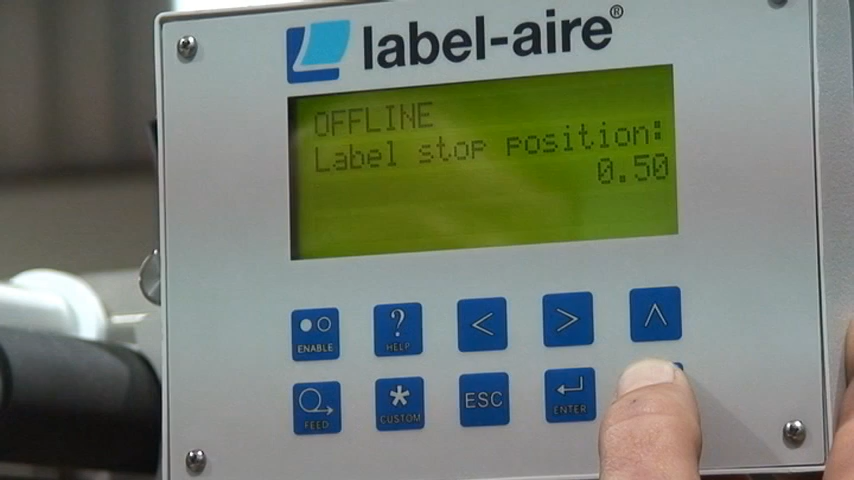 label-aire®
OFFLINE
Label stop position:
0.50
ENABLE
? HELP
<
>
^
FEED
* CUSTOM
ESC
ENTER